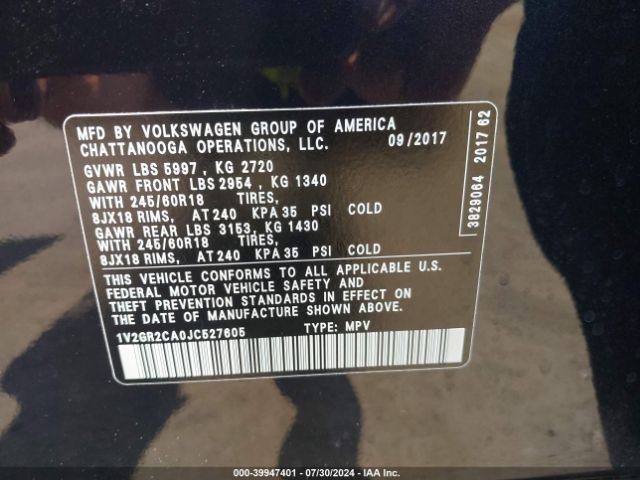 MFD BY VOLKSWAGEN GROUP OF AMERICA
CHATTANOOGA OPERATIONS, LLC. 09/2017
GVWR LBS 5997 , KG 2720
GAWR FRONT LBS 2954 , KG 1340
WITH 245/60R18 TIRES,
8JX18 RIMS, AT 240 KPA 35 PSI COLD
GAWR REAR LBS 3153, KG 1430
WITH 245/60R18 TIRES,
8JX18 RIMS, AT 240 KPA 35 PSI COLD
THIS VEHICLE CONFORMS TO ALL APPLICABLE U.S.
FEDERAL MOTOR VEHICLE SAFETY AND
THEFT PREVENTION STANDARDS IN EFFECT ON
THE DATE OF MANUFACTURE SHOWN ABOVE.
1V2GR2CA0JC527605 TYPE: MPV
3829064 2017 62
000-39947401 - 07/30/2024 - IAA Inc.